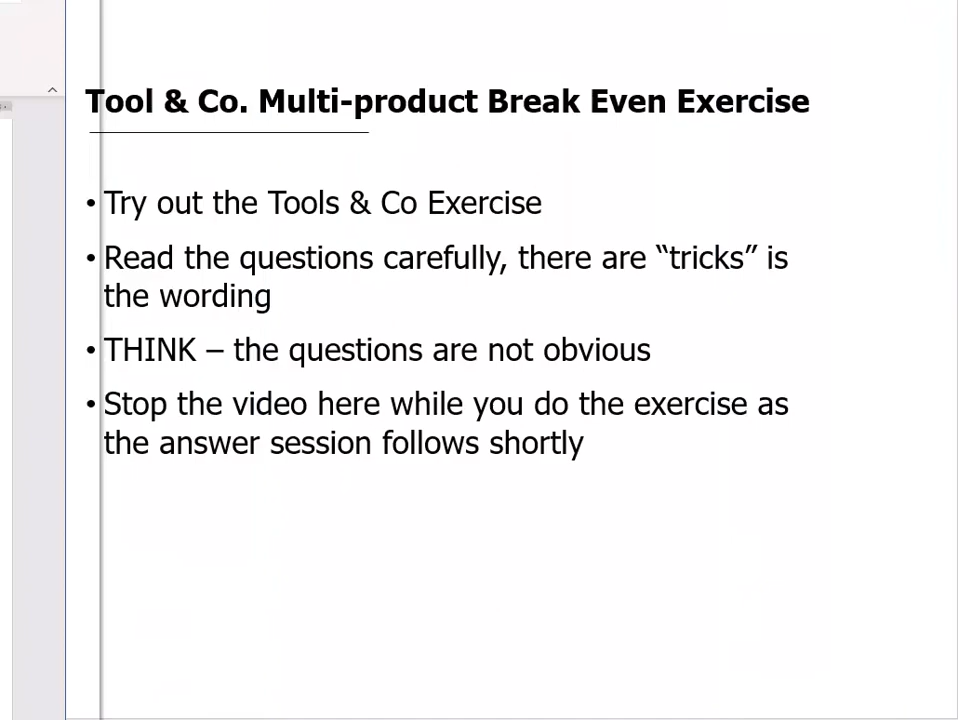 Tool & Co. Multi-product Break Even Exercise
• Try out the Tools & Co Exercise
• Read the questions carefully, there are “tricks” is
the wording
• THINK – the questions are not obvious
• Stop the video here while you do the exercise as
the answer session follows shortly